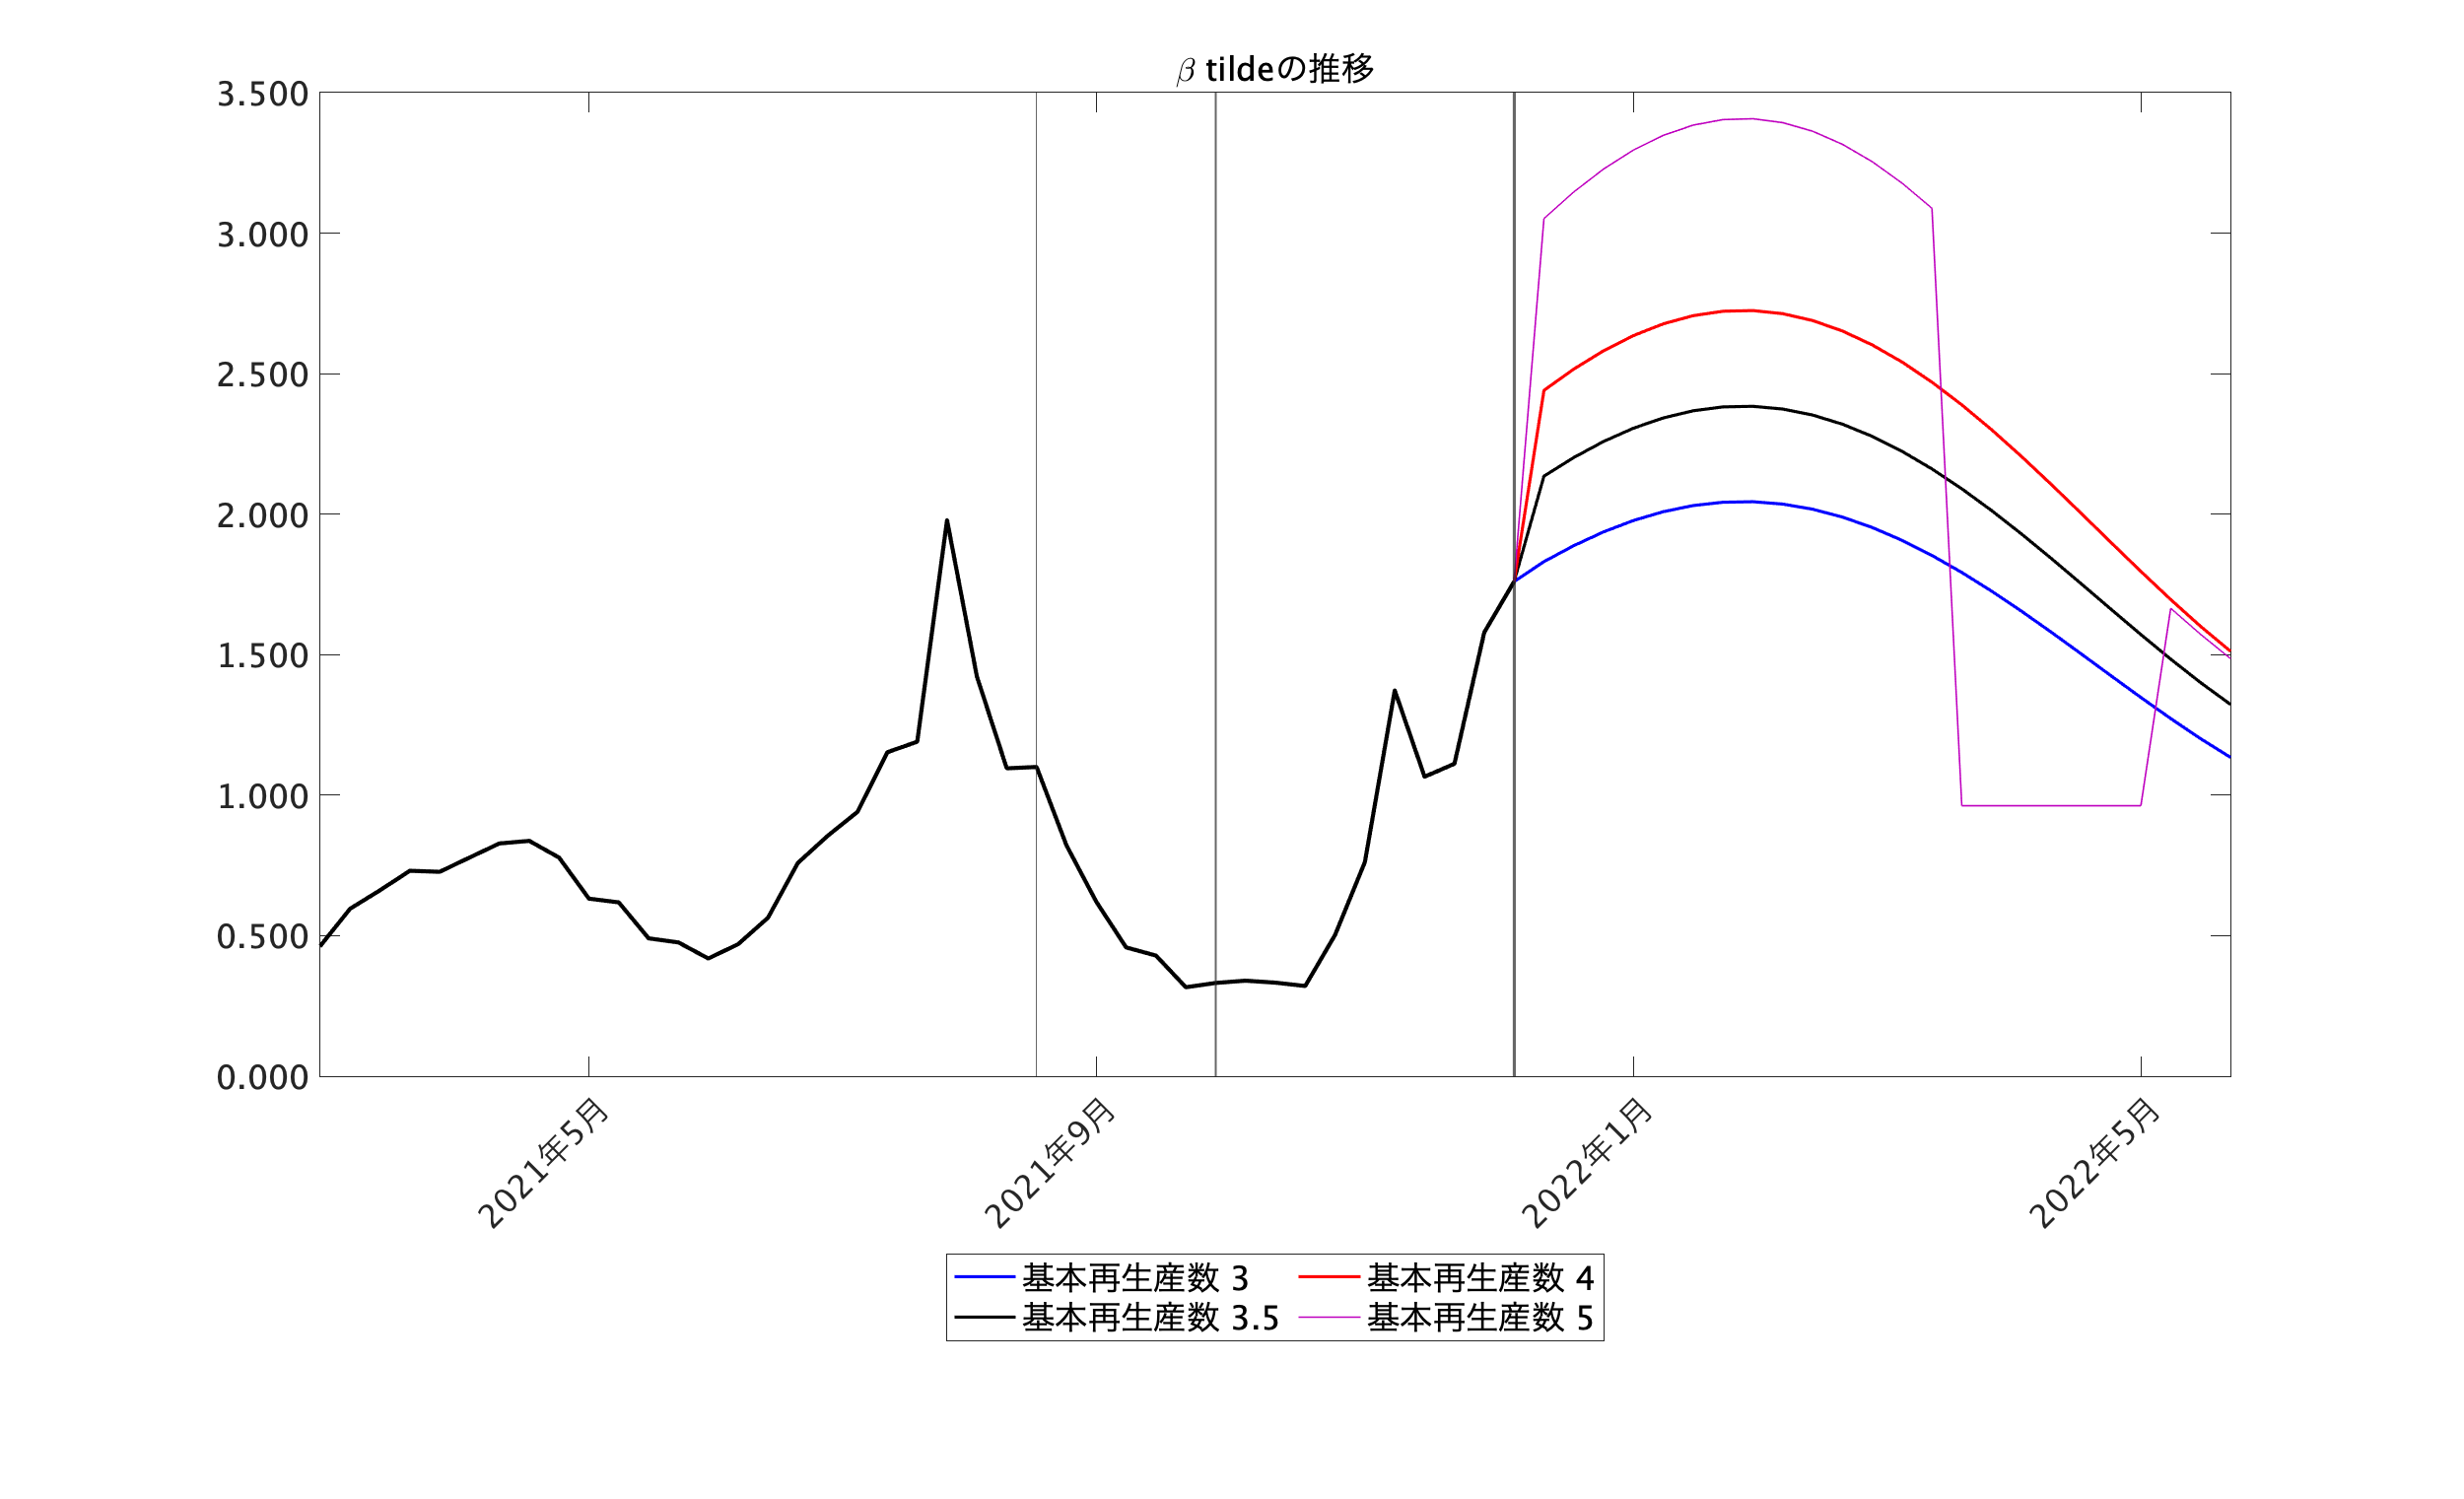 β tildeの推移
3.500
3.000
2.500
2.000
1.500
1.000
0.500
0.000
2021年5月
2021年9月
2022年1月
2022年5月
基本再生産数 3
基本再生産数 4
基本再生産数 3.5
基本再生産数 5